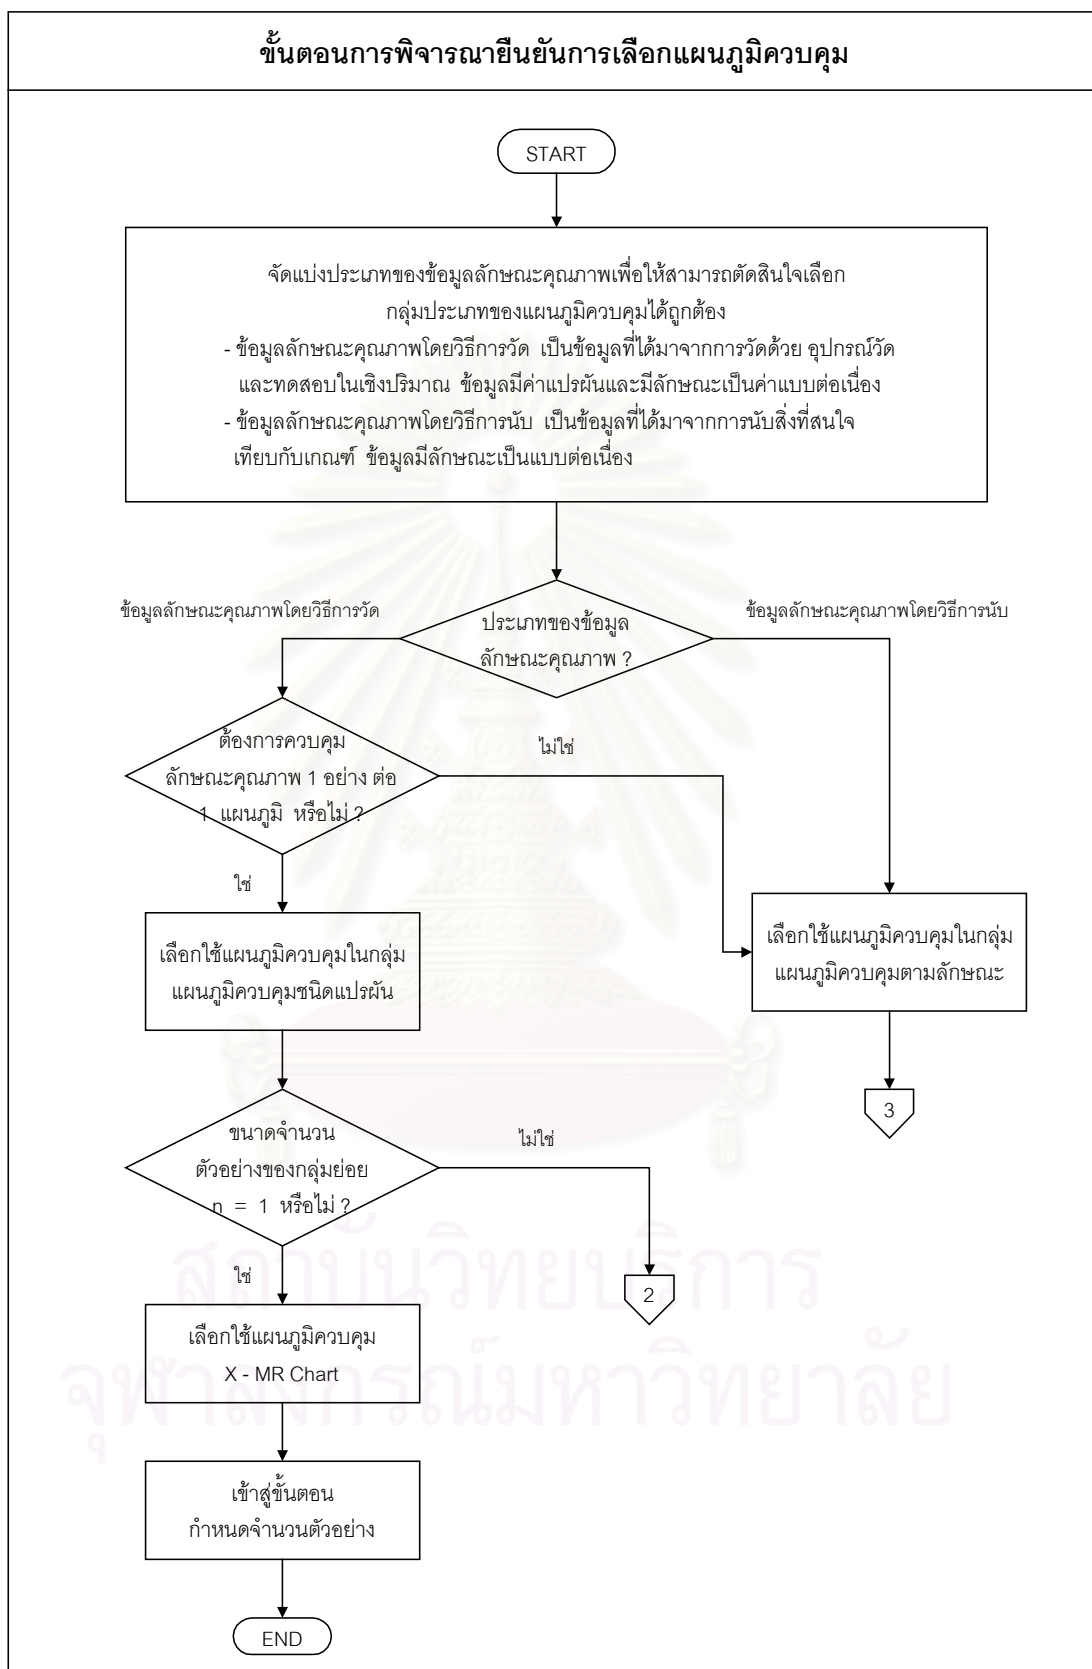 ขั้นตอนการพิจารณายืนยันการเลือกแผนภูมิควบคุม
START
จัดแบ่งประเภทของข้อมูลลักษณะคุณภาพเพื่อให้สามารถตัดสินใจเลือก
กลุ่มประเภทของแผนภูมิควบคุมได้ถูกต้อง
- ข้อมูลลักษณะคุณภาพโดยวิธีการวัด เป็นข้อมูลที่ได้มาจากการวัดด้วย อุปกรณ์วัด
และทดสอบในเชิงปริมาณ ข้อมูลมีค่าแปรผันและมีลักษณะเป็นค่าแบบต่อเนื่อง
- ข้อมูลลักษณะคุณภาพโดยวิธีการนับ เป็นข้อมูลที่ได้มาจากการนับสิ่งที่สนใจ
เทียบกับเกณฑ์ ข้อมูลมีลักษณะเป็นแบบต่อเนื่อง
ข้อมูลลักษณะคุณภาพโดยวิธีการวัด
ประเภทของข้อมูล
ลักษณะคุณภาพ ?
ข้อมูลลักษณะคุณภาพโดยวิธีการนับ
ต้องการควบคุม
ลักษณะคุณภาพ 1 อย่าง ต่อ
1 แผนภูมิ หรือไม่ ?
ไม่ใช่
ใช่
เลือกใช้แผนภูมิควบคุมในกลุ่ม
แผนภูมิควบคุมชนิดแปรผัน
เลือกใช้แผนภูมิควบคุมในกลุ่ม
แผนภูมิควบคุมตามลักษณะ
3
ขนาดจำนวน
ตัวอย่างของกลุ่มย่อย
n = 1 หรือไม่ ?
ไม่ใช่
2
ใช่
เลือกใช้แผนภูมิควบคุม
X - MR Chart
เข้าสู่ขั้นตอน
กำหนดจำนวนตัวอย่าง
END
สถาบันวิทยบริการ
จุฬาลงกรณ์มหาวิทยาลัย